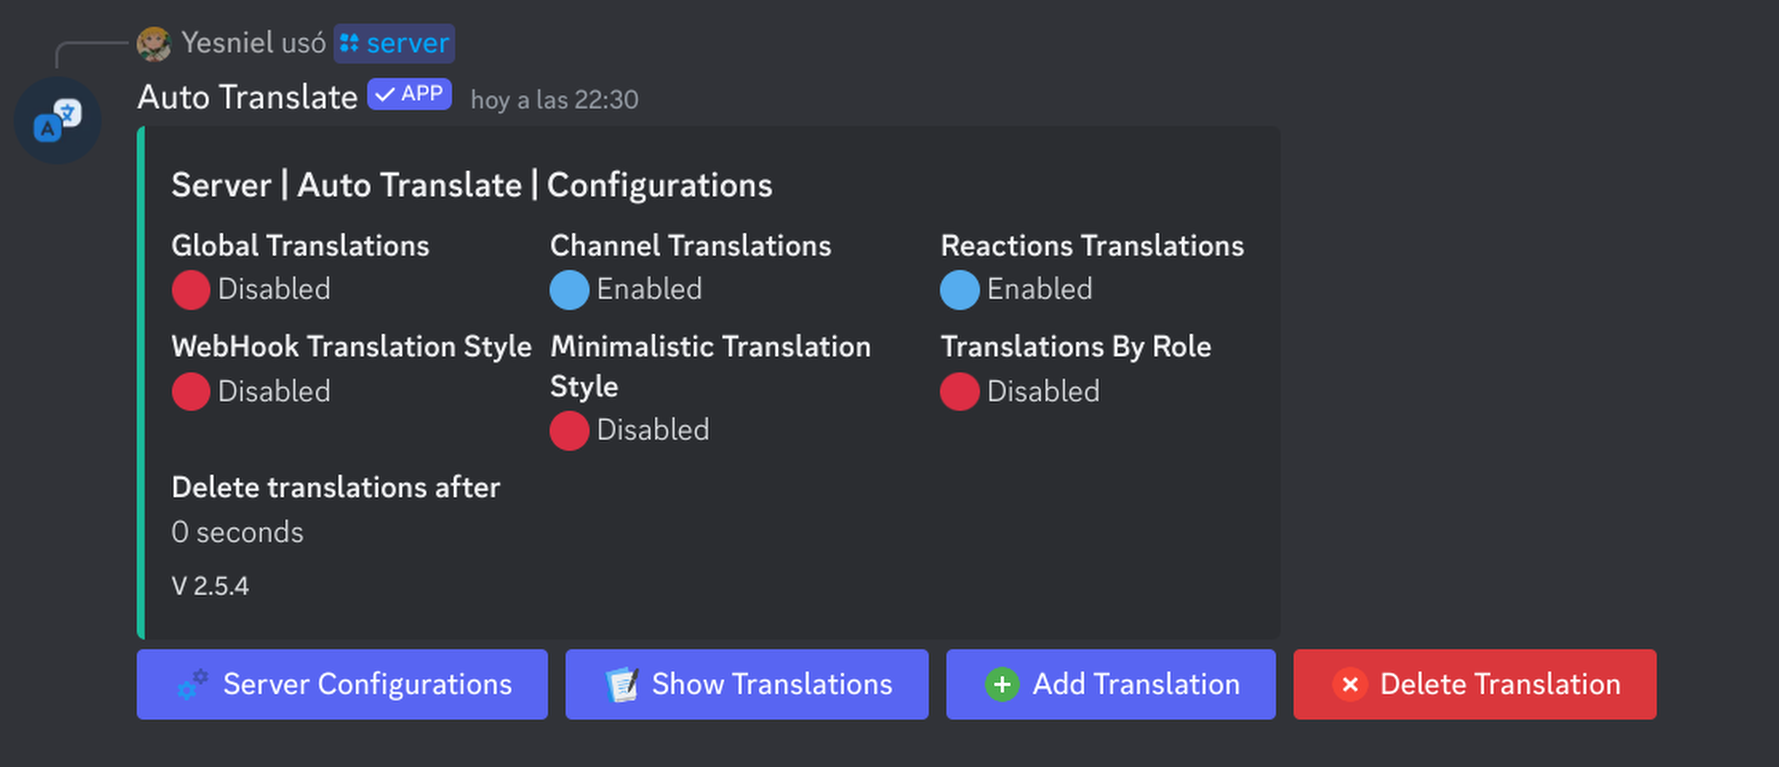 Yesniel usó server
Auto Translate APP hoy a las 22:30
Server | Auto Translate | Configurations
Global Translations
Disabled
Channel Translations
Enabled
Reactions Translations
Enabled
WebHook Translation Style
Disabled
Minimalistic Translation
Style
Disabled
Translations By Role
Disabled
Delete translations after
0 seconds
V 2.5.4
Server Configurations
Show Translations
Add Translation
Delete Translation